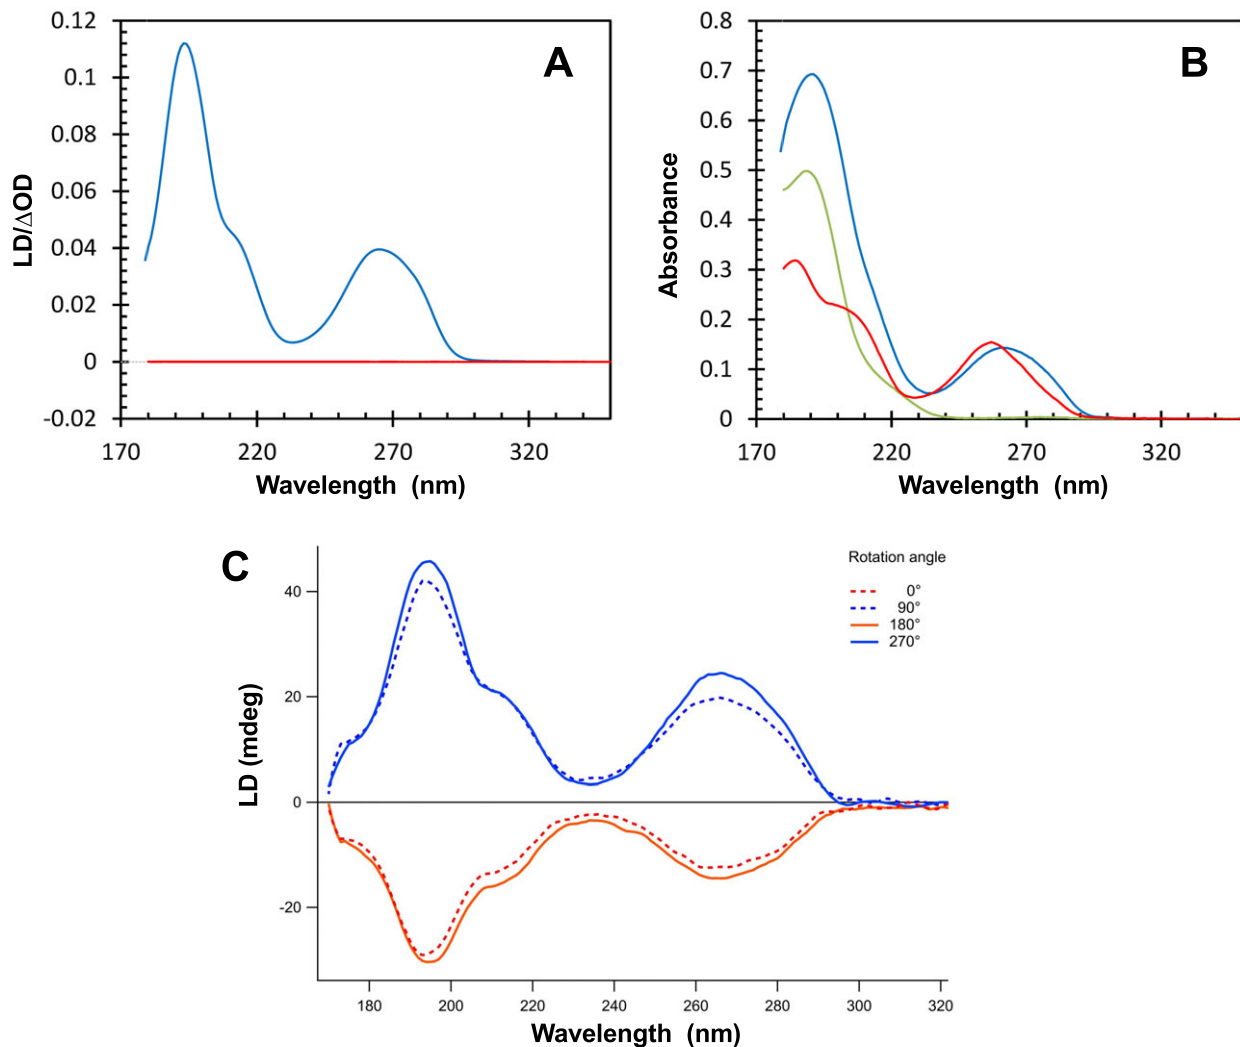 A
LD/ΔOD
0.12
0.1
0.08
0.06
0.04
0.02
0
-0.02
170 220 270 320
Wavelength (nm)
B
Absorbance
0.8
0.7
0.6
0.5
0.4
0.3
0.2
0.1
0
170 220 270 320
Wavelength (nm)
C
Rotation angle
0°
90°
180°
270°
LD (mdeg)
40
20
0
-20
180 200 220 240 260 280 300 320
Wavelength (nm)